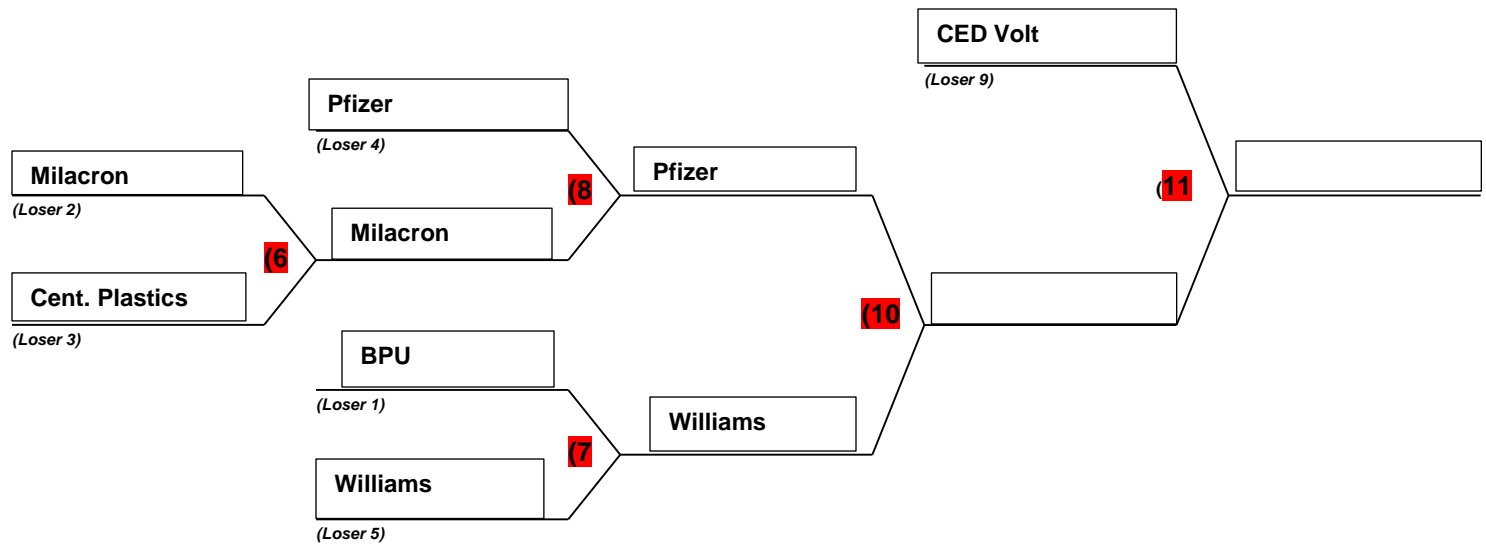 CED Volt
(Loser 9)
Pfizer
(Loser 4)
Milacron
(Loser 2)
(8
Pfizer
(11
Milacron
(6
Cent. Plastics
(Loser 3)
(10
BPU
(Loser 1)
Williams
(7
Williams
(Loser 5)